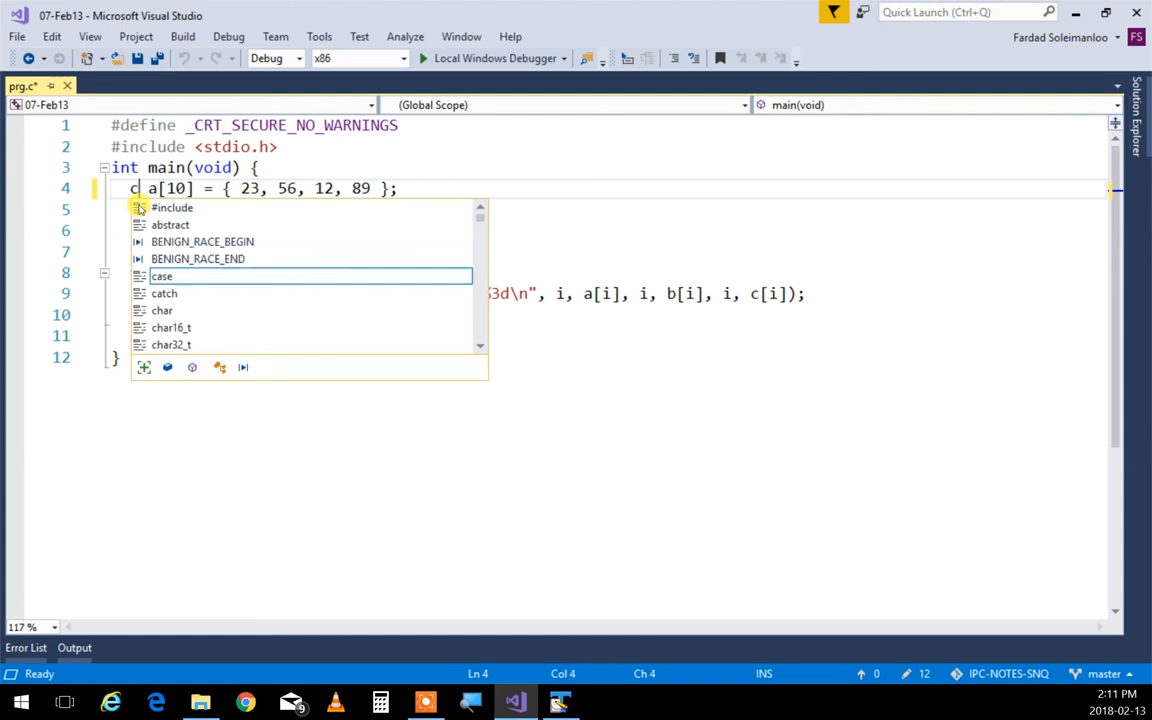 07-Feb13 - Microsoft Visual Studio
Quick Launch (Ctrl+Q)
File Edit View Project Build Debug Team Tools Test Analyze Window Help
Fardad Soleimanloo FS
Debug x86 Local Windows Debugger
prg.c*
07-Feb13 (Global Scope) main(void)
Solution Explorer
1 #define _CRT_SECURE_NO_WARNINGS
2 #include <stdio.h>
3 int main(void) {
4 c a[10] = { 23, 56, 12, 89 };
5 #include
6 abstract
BENIGN_RACE_BEGIN
7 BENIGN_RACE_END
8 case
9 catch 3d\n", i, a[i], i, b[i], i, c[i]);
10 char
11 char16_t
char32_t
12 }
117 %
Error List Output
Ready Ln 4 Col 4 Ch 4 INS 0 12 IPC-NOTES-SNQ master
9
2:11 PM
2018-02-13